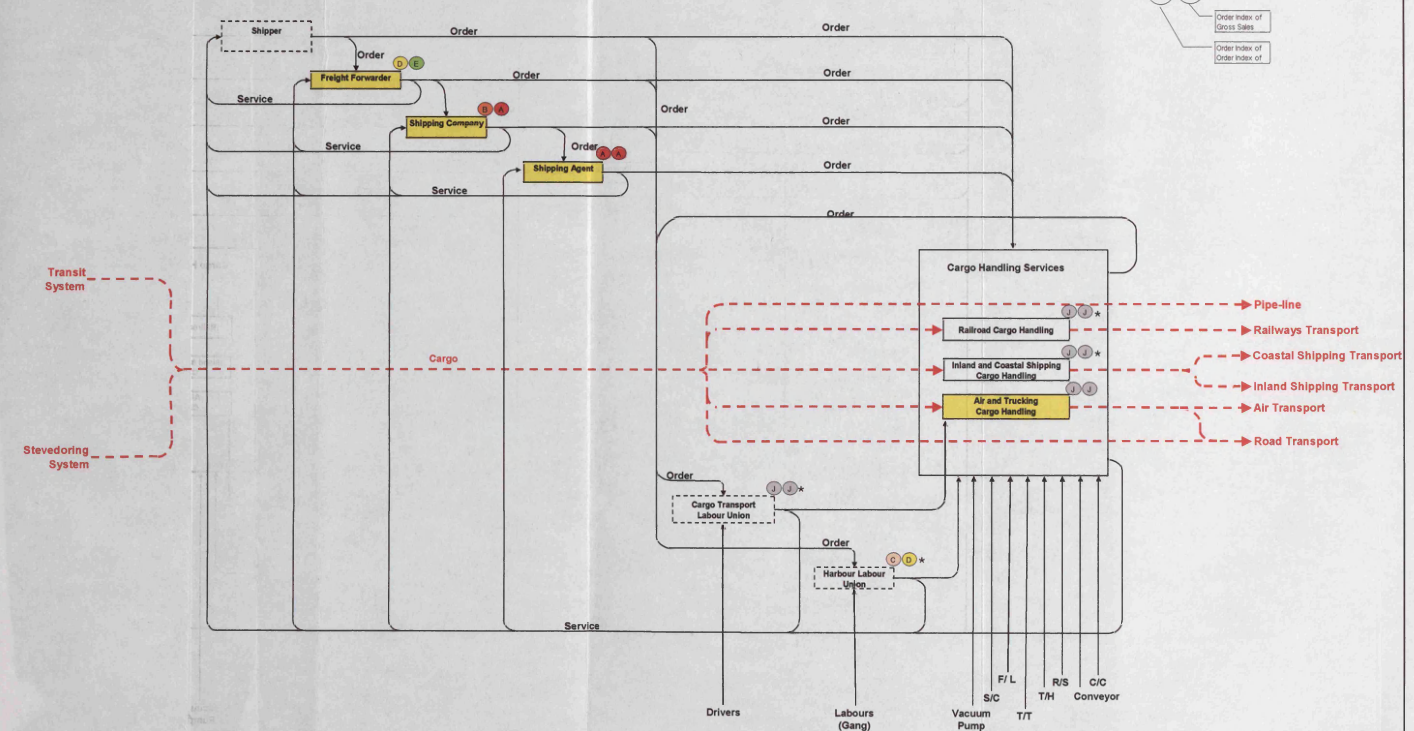 Order Index of
Gross Sales
Order Index of
Order Index of
Shipper
Order
Order
Order
D E
Freight Forwarder
Order
Order
Service
B A
Order
Shipping Company
Order
Service
Order
A A
Order
Shipping Agent
Service
Order
Cargo Handling Services
Transit
System
Pipe-line
J J *
Railroad Cargo Handling
Railways Transport
J J *
Cargo
Inland and Coastal Shipping
Cargo Handling
Coastal Shipping Transport
Inland Shipping Transport
J J
Air and Trucking
Cargo Handling
Air Transport
Road Transport
Stevedoring
System
Order
J J *
Cargo Transport
Labour Union
Order
C D *
Harbour Labour
Union
Service
F/ L
R/S
C/C
S/C
T/H
Conveyor
Drivers
Labours
(Gang)
Vacuum
Pump
T/T